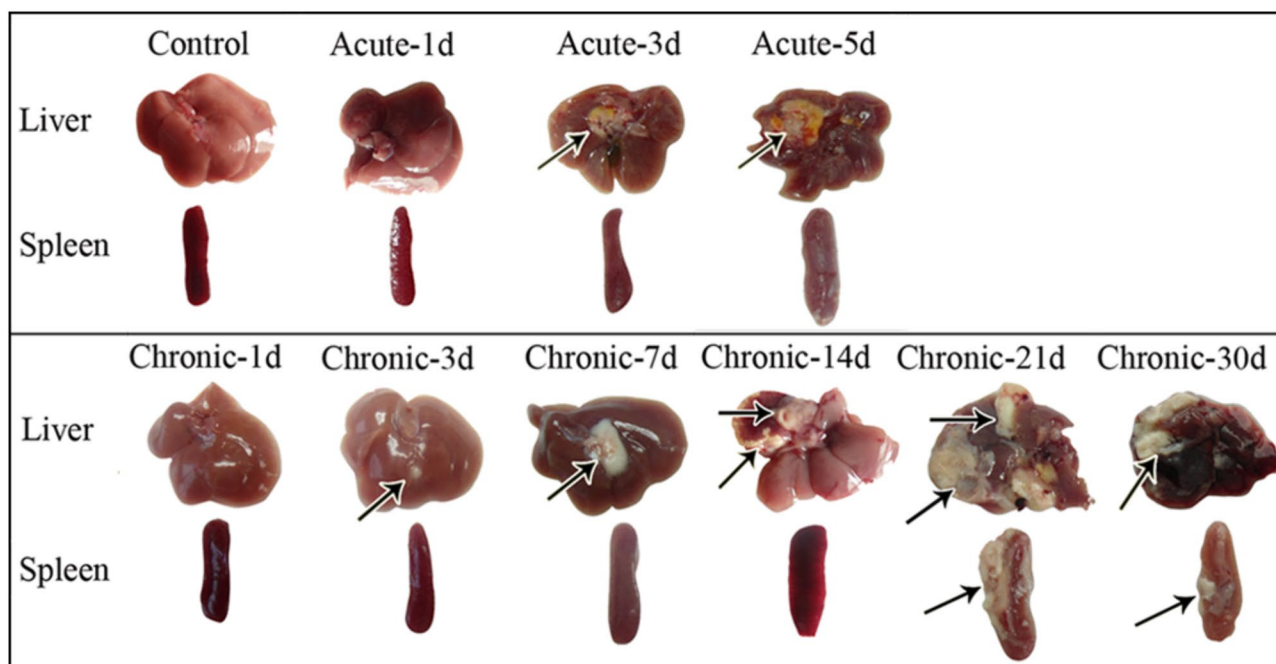 Control Acute-1d Acute-3d Acute-5d
Liver
Spleen
Chronic-1d Chronic-3d Chronic-7d Chronic-14d Chronic-21d Chronic-30d
Liver
Spleen